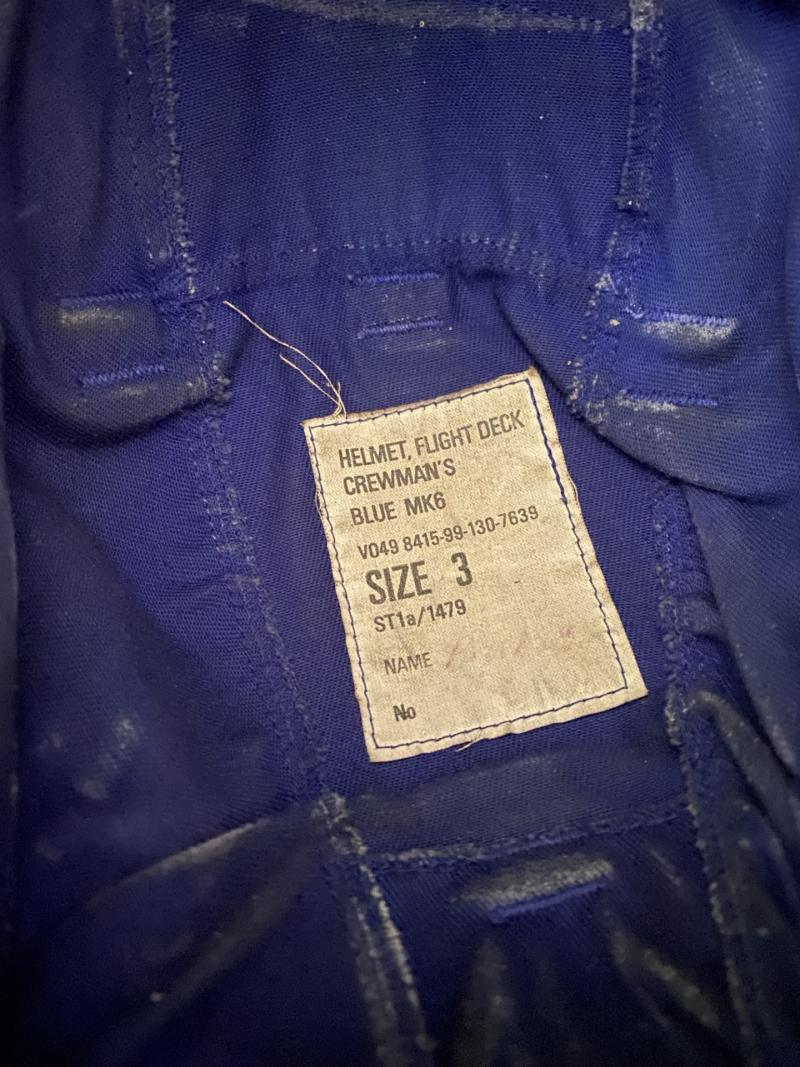 HELMET, FLIGHT DECK
CREWMAN'S
BLUE MK6
V049 8415-99-130-7639
SIZE 3
ST1a/1479
NAME
No